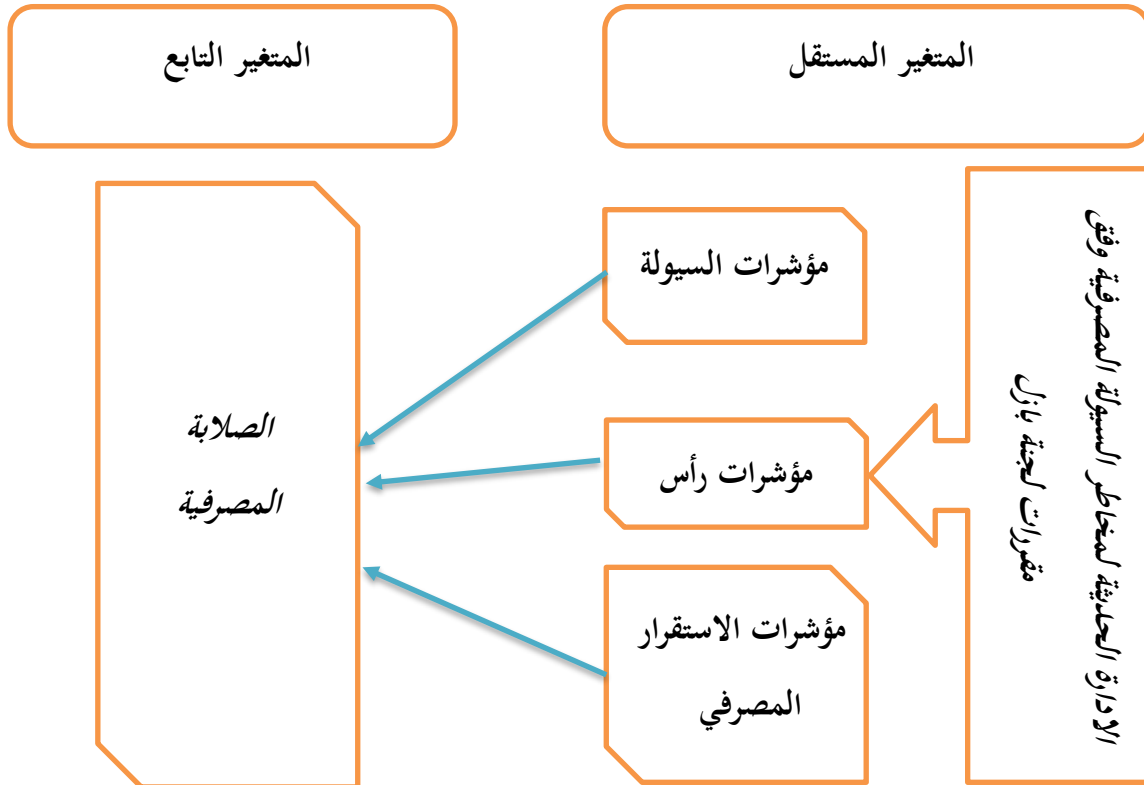 المتغير المستقل
المتغير التابع
الادارة الحديثة لمخاطر السيولة المصرفية وفق
مقررات لجنة بازل
مؤشرات السيولة
مؤشرات رأس
مؤشرات الاستقرار
المصرفي
الصلابة
المصرفية